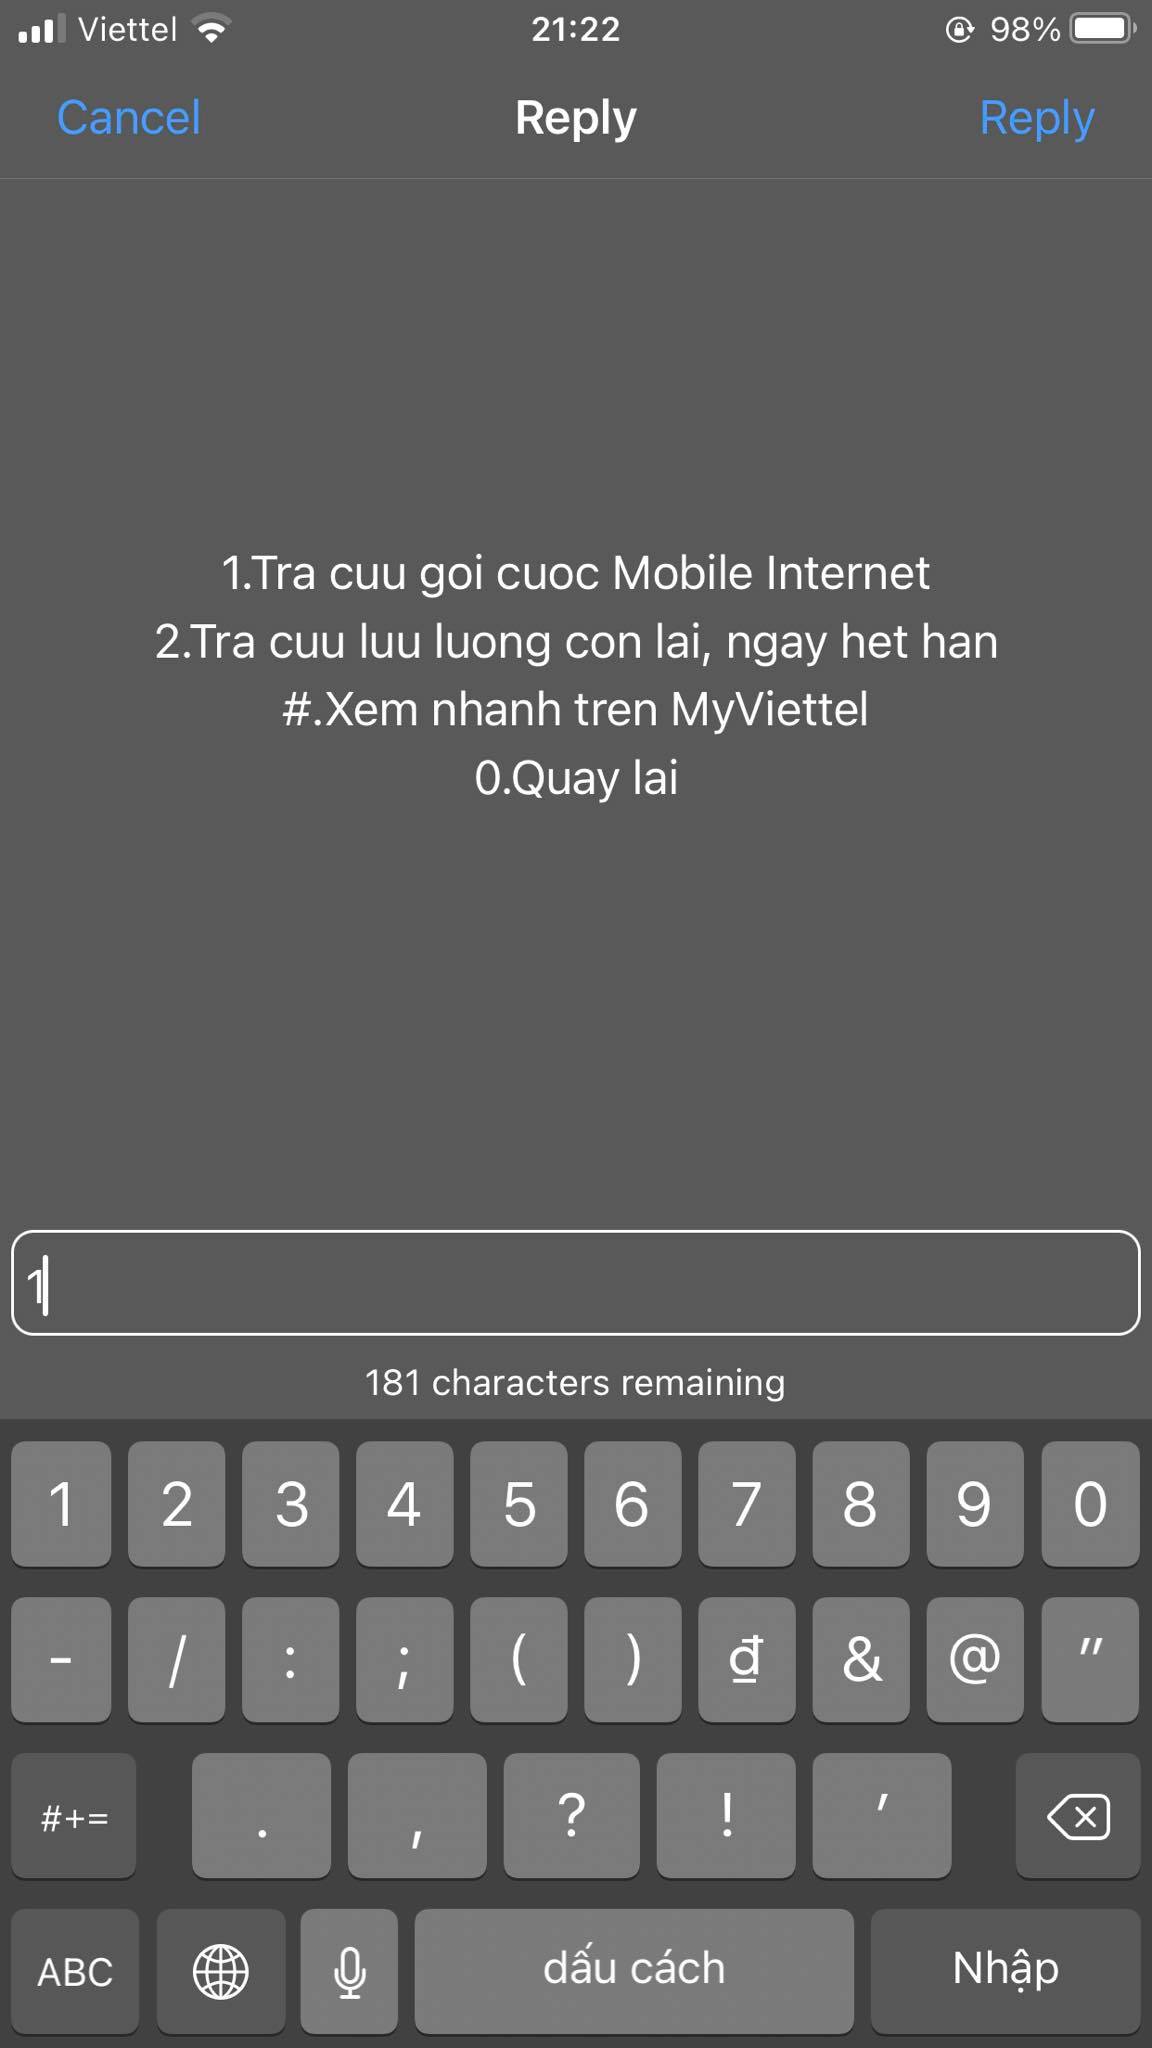 Viettel 21:22 98%
Cancel Reply Reply
1.Tra cuu goi cuoc Mobile Internet
2.Tra cuu luu luong con lai, ngay het han
#.Xem nhanh tren MyViettel
0.Quay lai
1
181 characters remaining
1 2 3 4 5 6 7 8 9 0
- / : ; ( ) ₫ & @ "
#+= . , ? ! '
ABC dấu cách Nhập